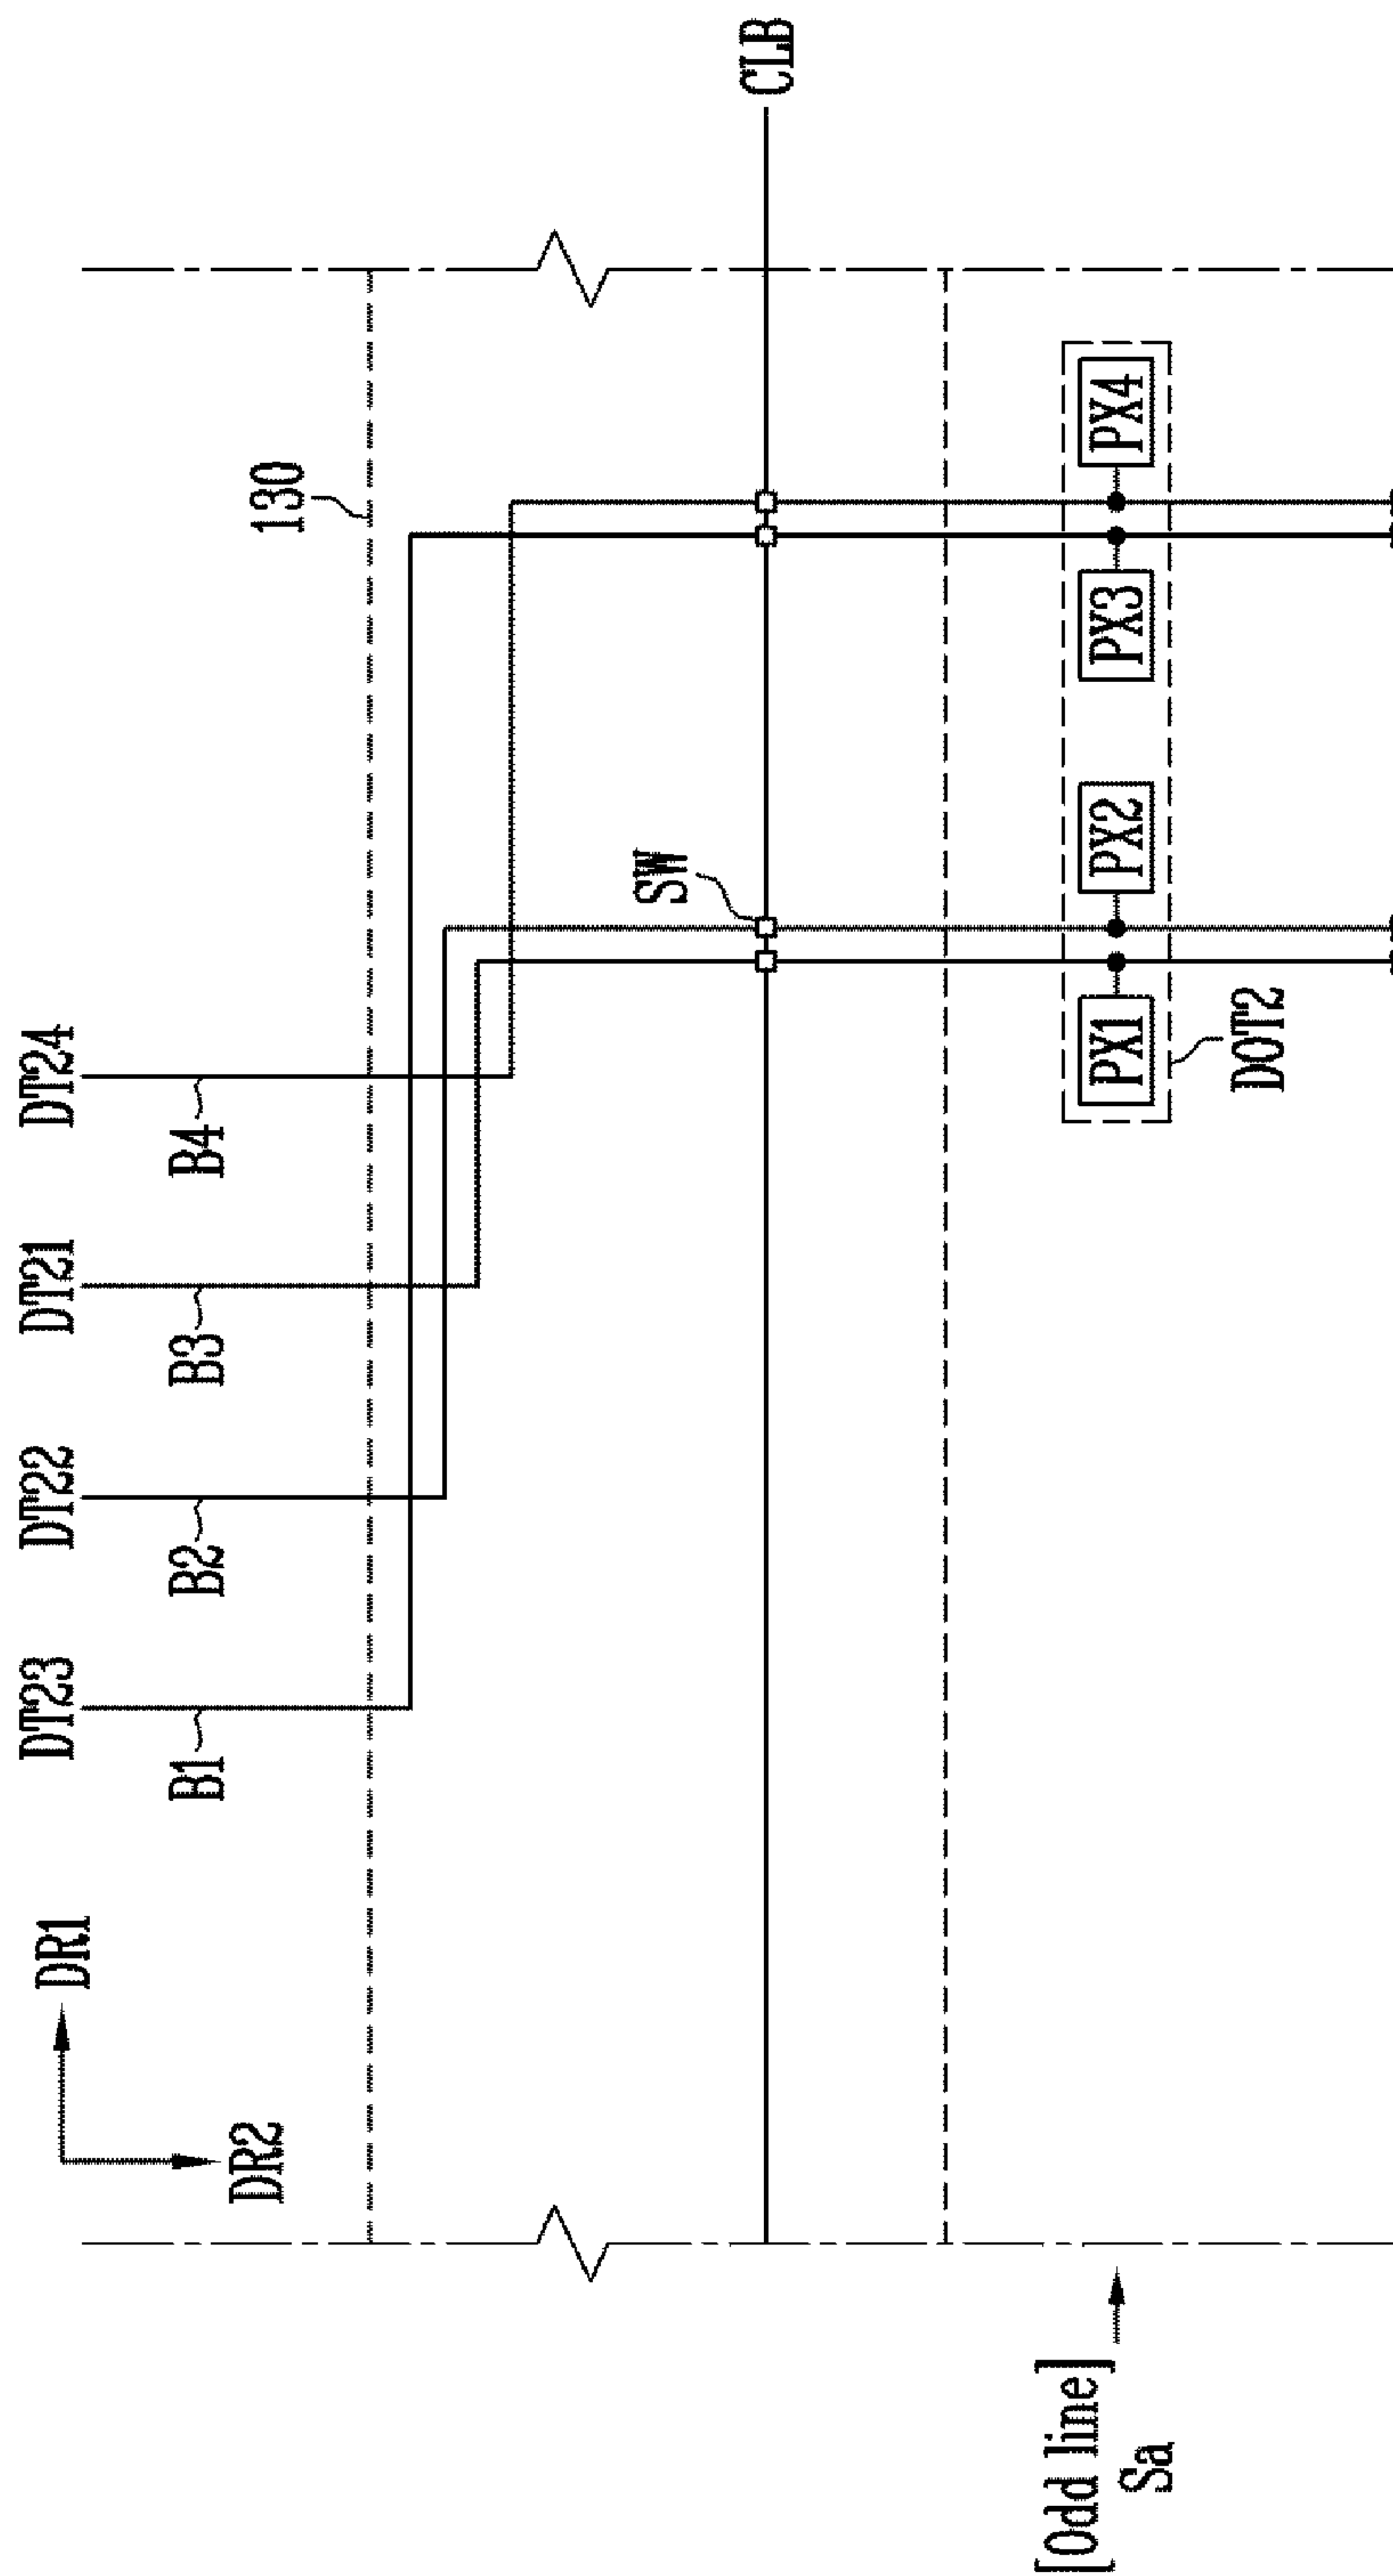 DR1
DR2
DT23
DT22
DT21
DT24
B1
B2
B3
B4
130
SW
CLB
[Odd line]
Sa
PX1
PX2
PX3
PX4
DOT2